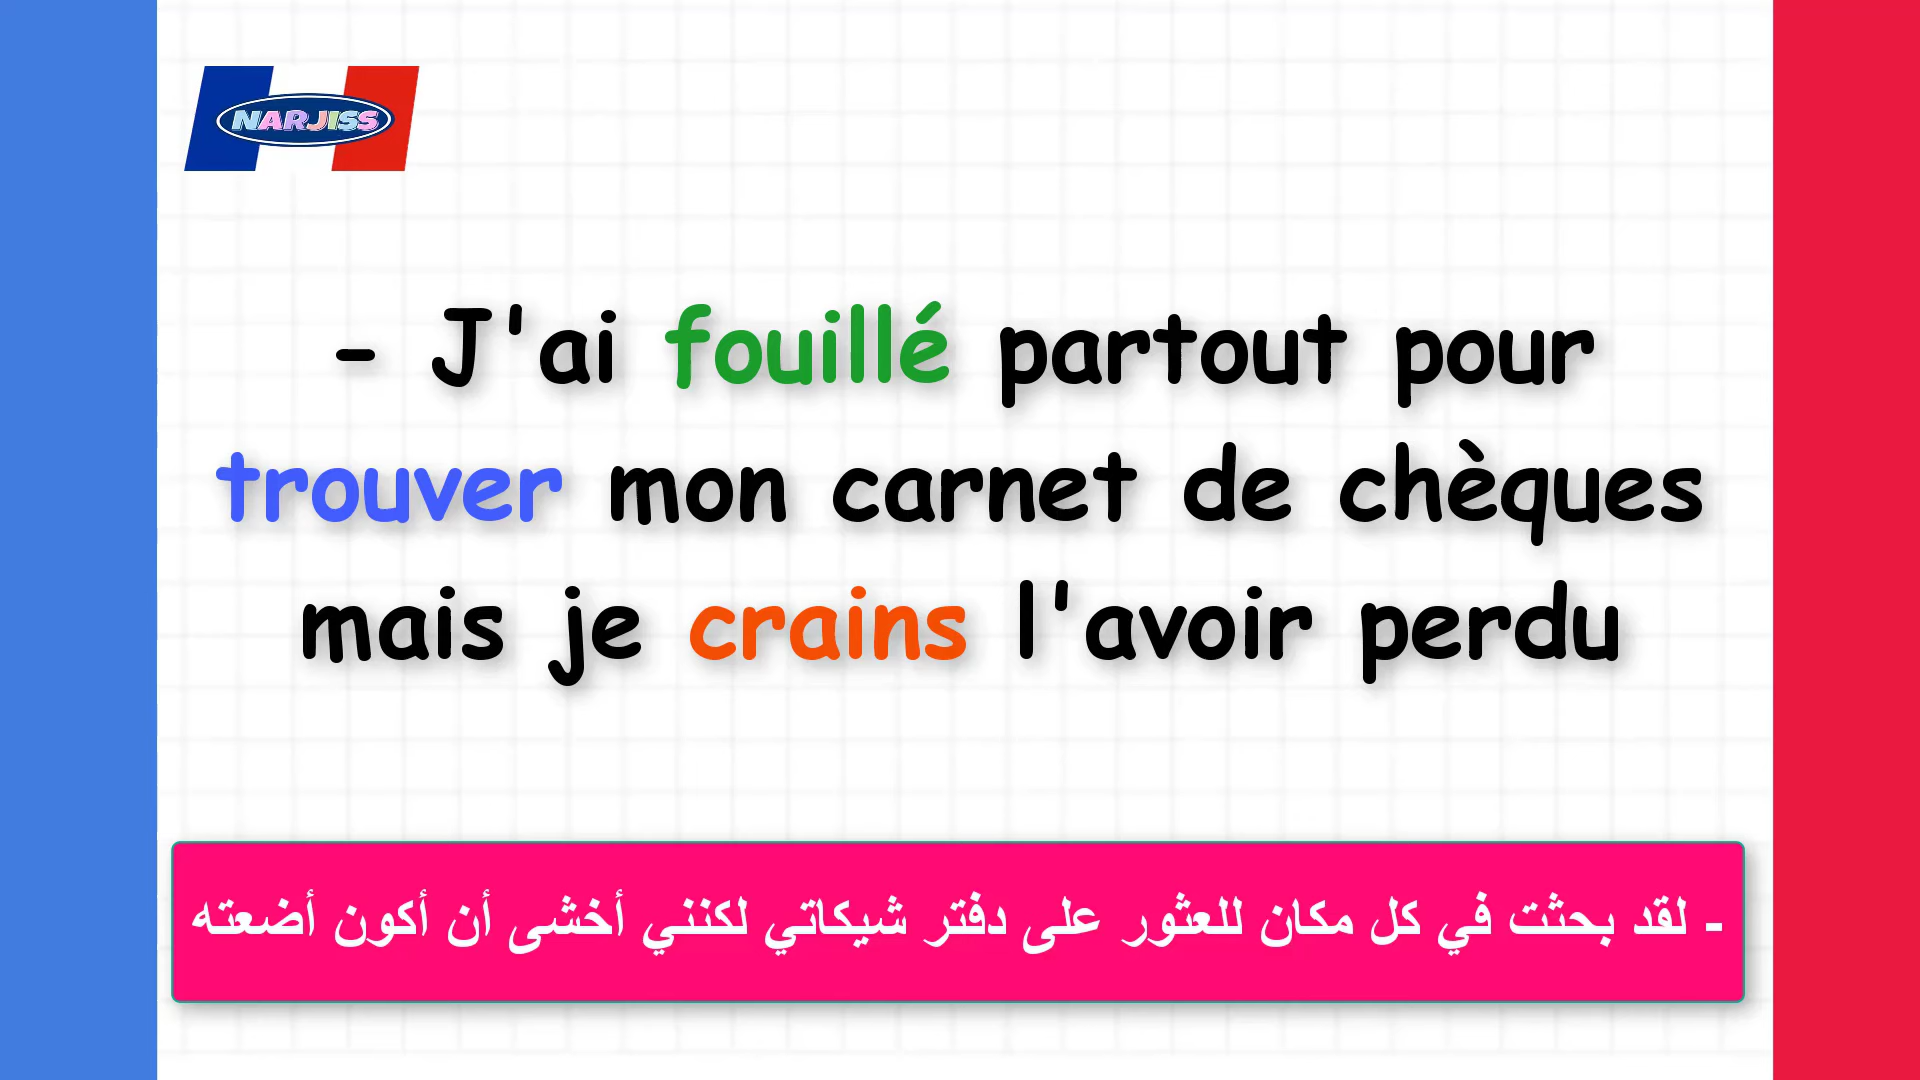 NARJISS
- J'ai fouillé partout pour
trouver mon carnet de chèques
mais je crains l'avoir perdu
- لقد بحثت في كل مكان للعثور على دفتر شيكاتي لكنني أخشى أن أكون أضعته